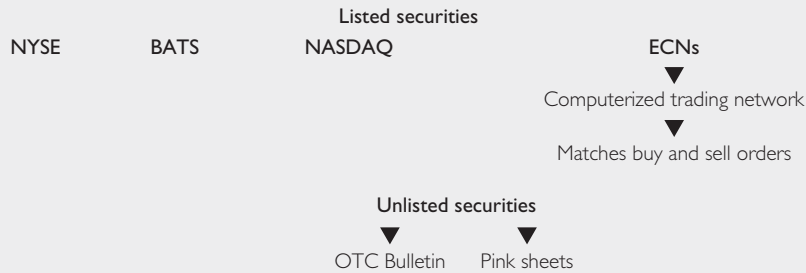 Listed securities
NYSE BATS NASDAQ ECNs
Computerized trading network
Matches buy and sell orders
Unlisted securities
OTC Bulletin Pink sheets